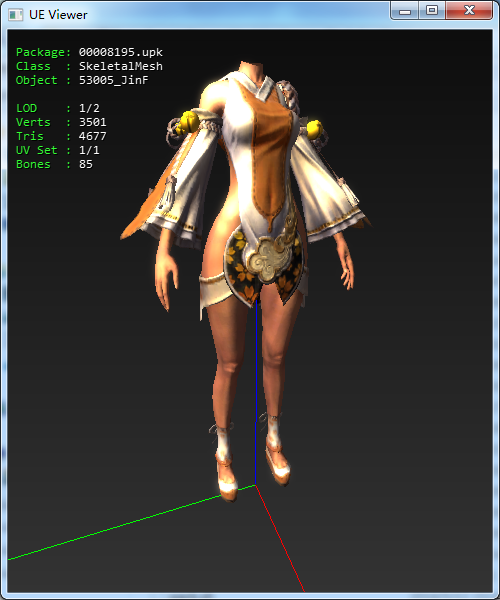 UE Viewer
Package: 00008195.upk
Class : SkeletalMesh
Object : 53005_JinF
LOD : 1/2
Verts : 3501
Tris : 4677
UV Set : 1/1
Bones : 85